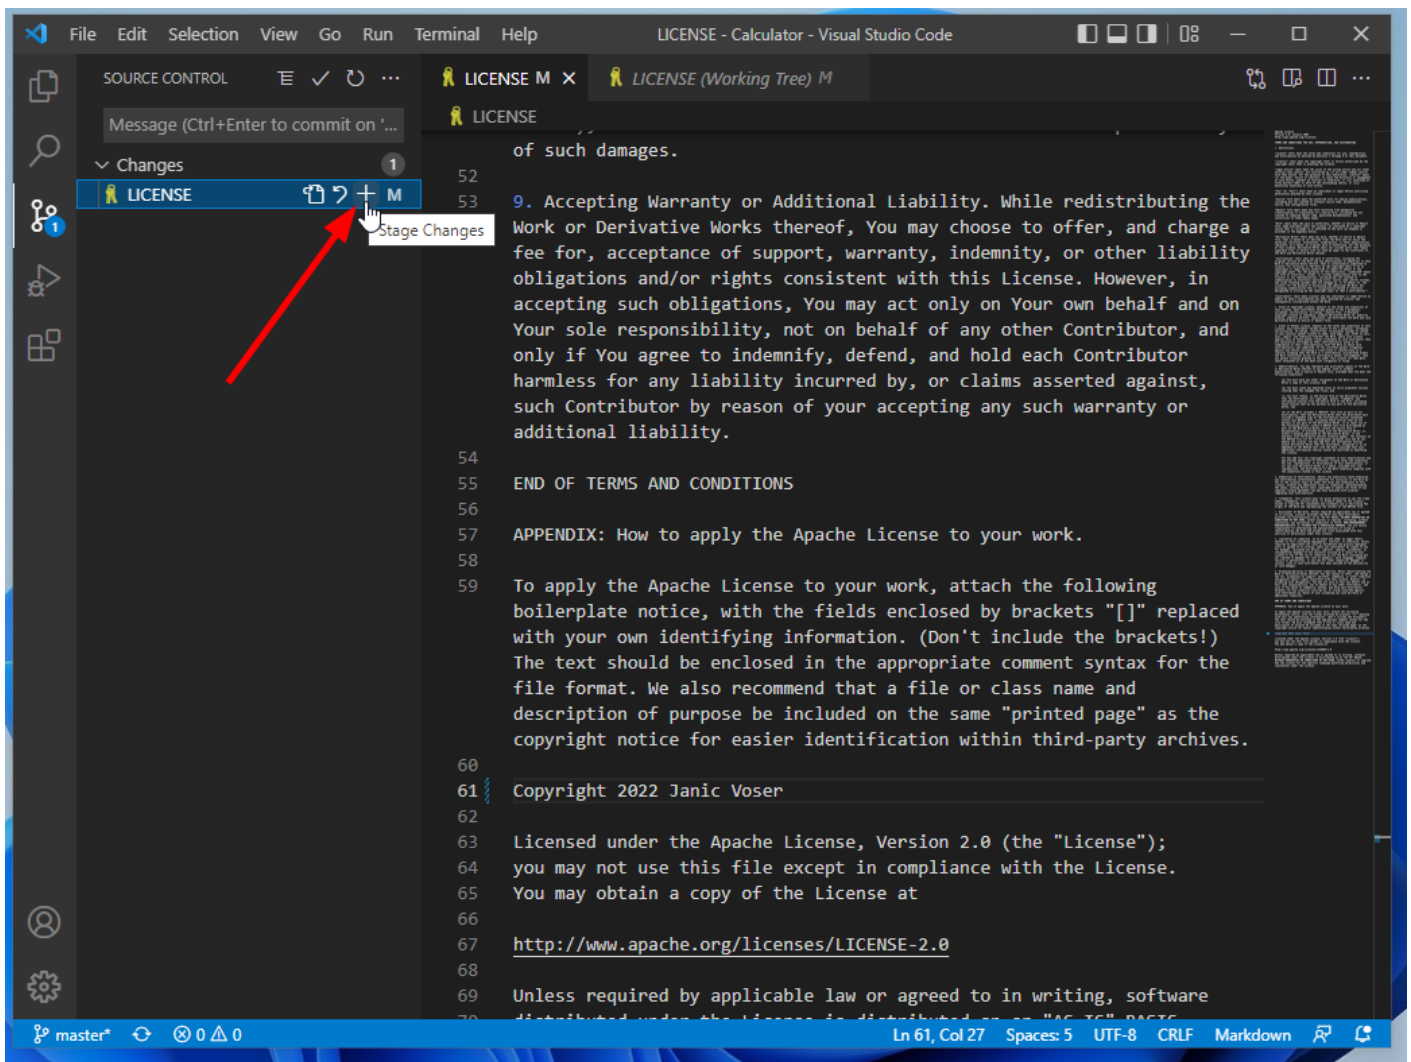 File Edit Selection View Go Run Terminal Help LICENSE - Calculator - Visual Studio Code
SOURCE CONTROL
LICENSE M
LICENSE (Working Tree) M
Message (Ctrl+Enter to commit on '...
LICENSE
Changes 1
LICENSE M
1
Stage Changes
of such damages.
52
53 9. Accepting Warranty or Additional Liability. While redistributing the
Work or Derivative Works thereof, You may choose to offer, and charge a
fee for, acceptance of support, warranty, indemnity, or other liability
obligations and/or rights consistent with this License. However, in
accepting such obligations, You may act only on Your own behalf and on
Your sole responsibility, not on behalf of any other Contributor, and
only if You agree to indemnify, defend, and hold each Contributor
harmless for any liability incurred by, or claims asserted against,
such Contributor by reason of your accepting any such warranty or
additional liability.
54
55 END OF TERMS AND CONDITIONS
56
57 APPENDIX: How to apply the Apache License to your work.
58
59 To apply the Apache License to your work, attach the following
boilerplate notice, with the fields enclosed by brackets "[]" replaced
with your own identifying information. (Don't include the brackets!)
The text should be enclosed in the appropriate comment syntax for the
file format. We also recommend that a file or class name and
description of purpose be included on the same "printed page" as the
copyright notice for easier identification within third-party archives.
60
61 Copyright 2022 Janic Voser
62
63 Licensed under the Apache License, Version 2.0 (the "License");
64 you may not use this file except in compliance with the License.
65 You may obtain a copy of the License at
66
67 http://www.apache.org/licenses/LICENSE-2.0
68
69 Unless required by applicable law or agreed to in writing, software
70 distributed under the License is distributed on an "AS IS" BASIS
master* 0 0 Ln 61, Col 27 Spaces: 5 UTF-8 CRLF Markdown